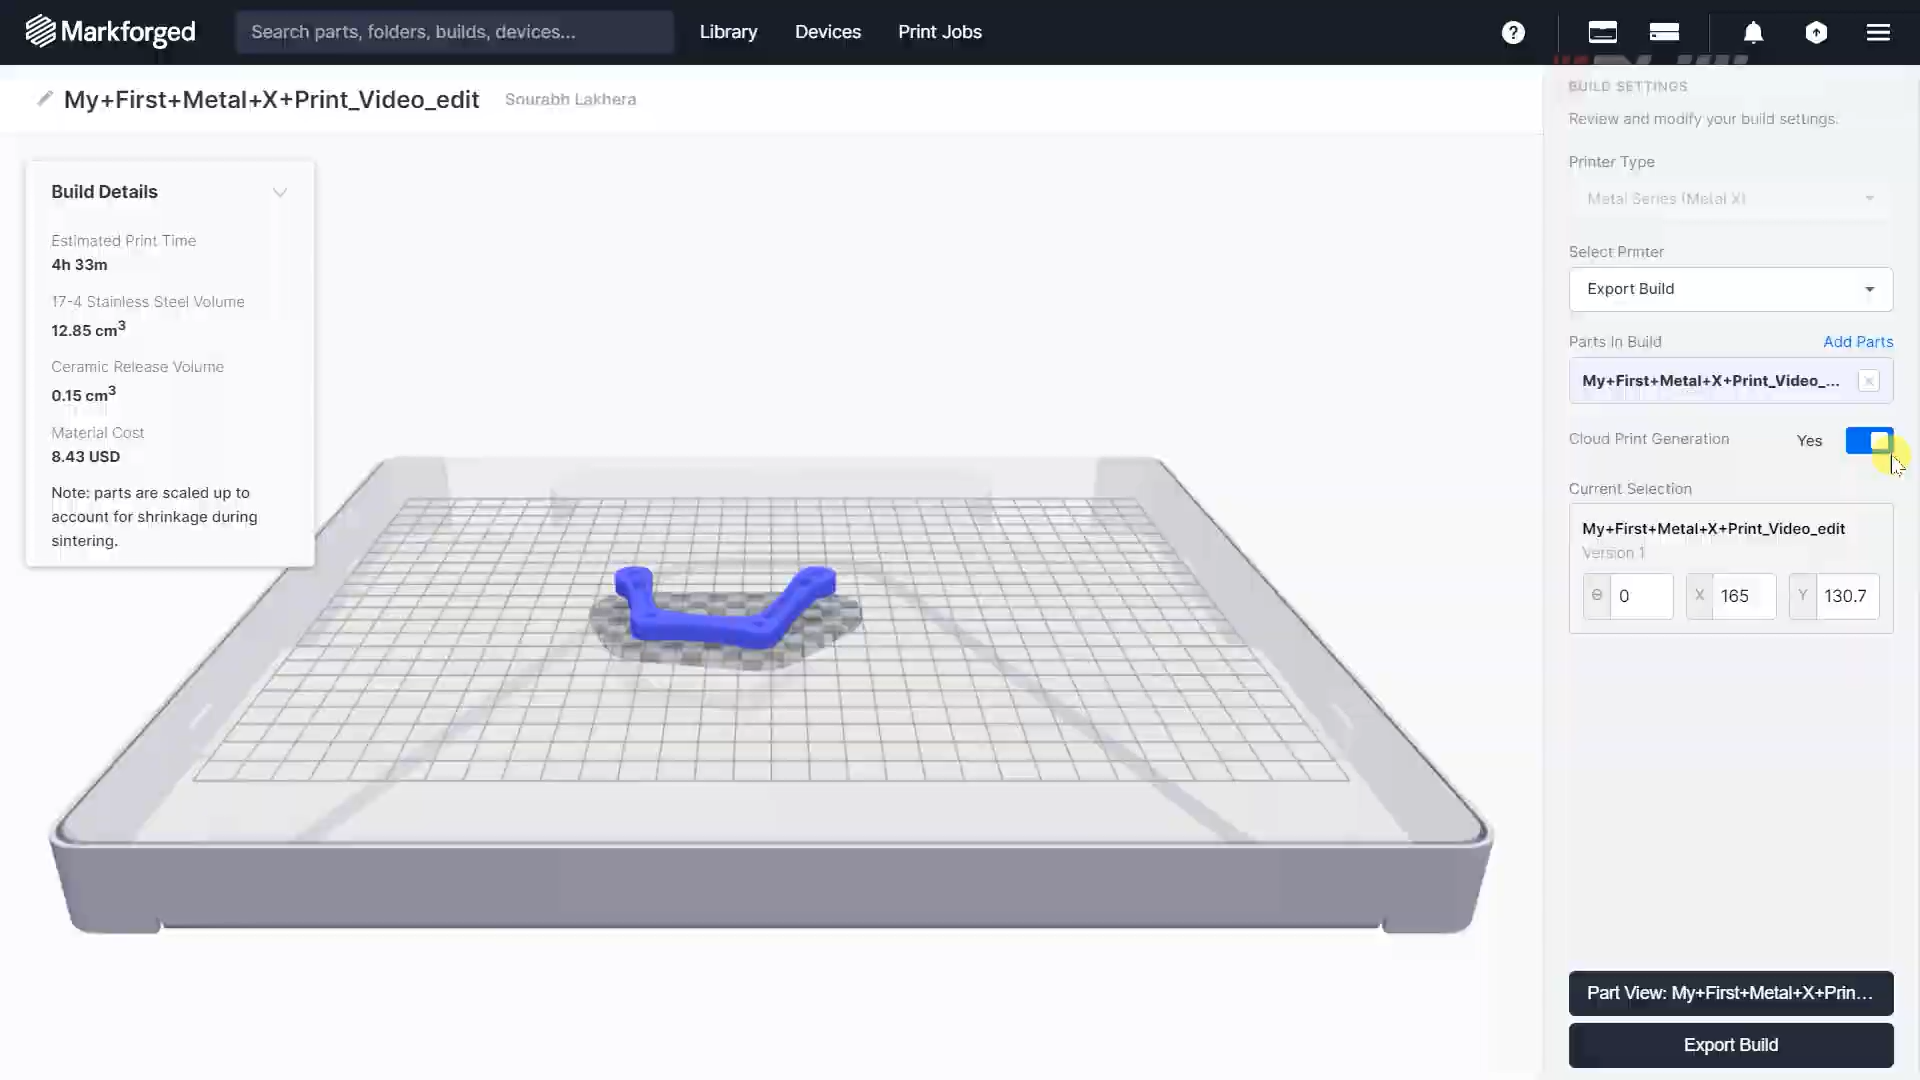 Markforged
Search parts, folders, builds, devices...
Library
Devices
Print Jobs
My+First+Metal+X+Print_Video_edit
Sourabh Lakhera
Build Details
Estimated Print Time
4h 33m
17-4 Stainless Steel Volume
12.85 cm3
Ceramic Release Volume
0.15 cm3
Material Cost
8.43 USD
Note: parts are scaled up to
account for shrinkage during
sintering.
BUILD SETTINGS
Review and modify your build settings.
Printer Type
Metal Series (Metal X)
Select Printer
Export Build
Parts In Build
Add Parts
My+First+Metal+X+Print_Video_...
Cloud Print Generation
Yes
Current Selection
My+First+Metal+X+Print_Video_edit
Version 1
Θ 0 X 165 Y 130.7
Part View: My+First+Metal+X+Prin...
Export Build